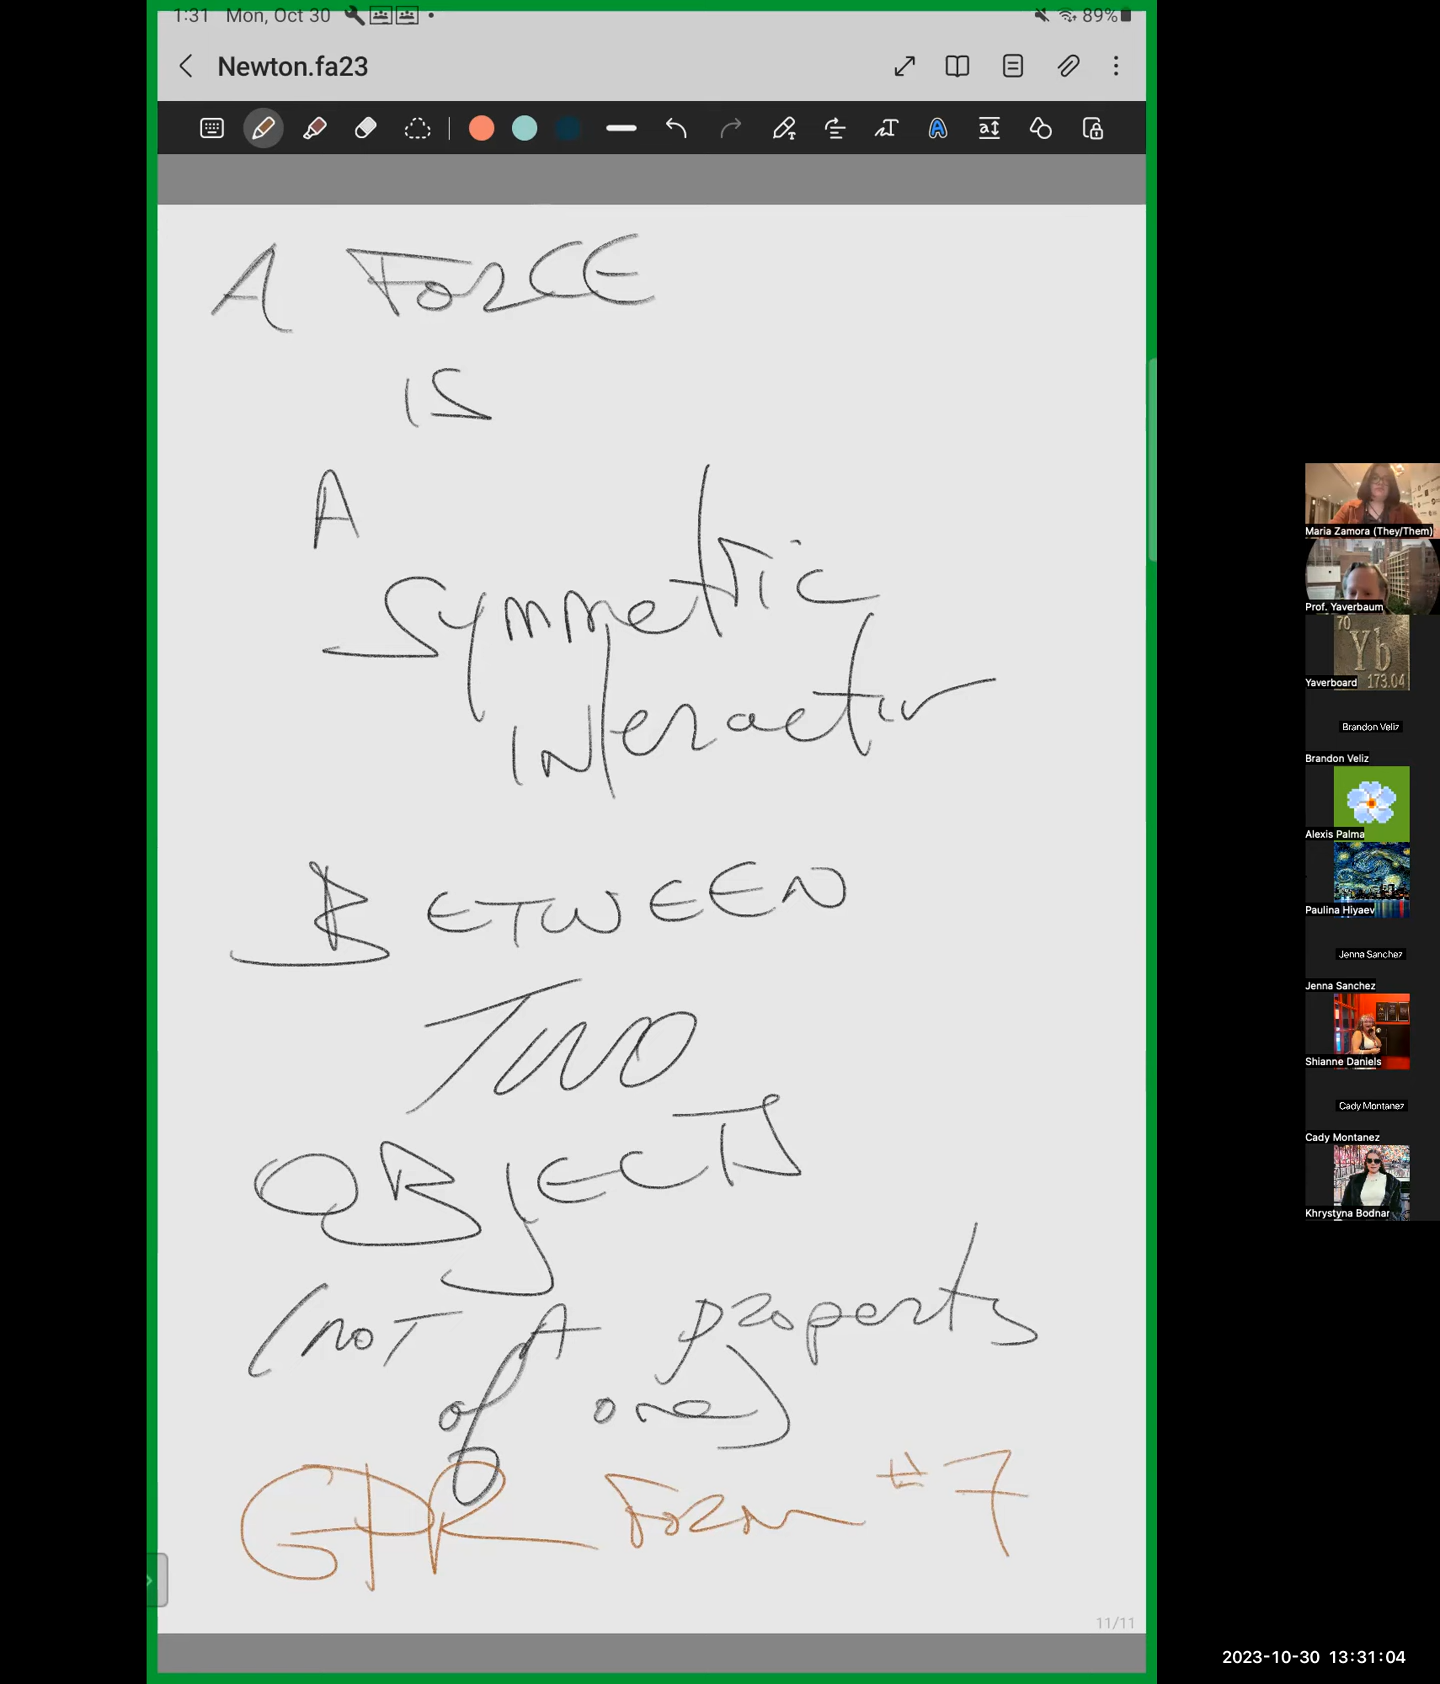 1:31 Mon, Oct 30
89%
Newton.fa23
A FORCE
IS
A
Symmetric
INteraction
BETWEEN
TWO
OBJECTS
(not A property
of one)
GPR Form #7
11/11
Maria Zamora (They/Them)
Prof. Yaverbaum
70
Yb
173.04
Yaverboard
Brandon Veliz
Brandon Veliz
Alexis Palma
Paulina Hiyaev
Jenna Sanchez
Jenna Sanchez
Shianne Daniels
Cady Montanez
Cady Montanez
Khrystyna Bodnar
2023-10-30 13:31:04